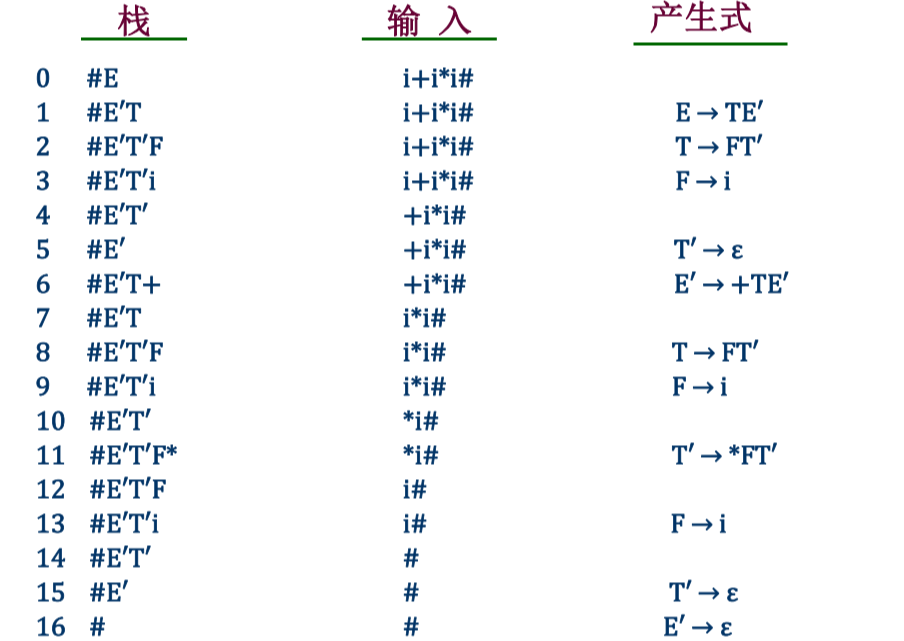 栈 输 入 产生式
0 #E i+i*i#
1 #E′T i+i*i# E→TE′
2 #E′T′F i+i*i# T→FT′
3 #E′T′i i+i*i# F→i
4 #E′T′ +i*i#
5 #E′ +i*i# T′→ε
6 #E′T+ +i*i# E′→+TE′
7 #E′T i*i#
8 #E′T′F i*i# T→FT′
9 #E′T′i i*i# F→i
10 #E′T′ *i#
11 #E′T′F* *i# T′→*FT′
12 #E′T′F i#
13 #E′T′i i# F→i
14 #E′T′ #
15 #E′ # T′→ε
16 # # E′→ε